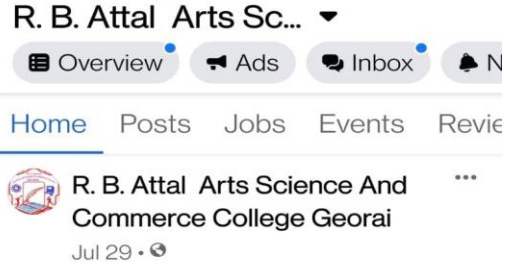 R. B. Attal Arts Sc...
Overview Ads Inbox N
Home Posts Jobs Events Revie
R. B. Attal Arts Science And
Commerce College Georai
Jul 29 •